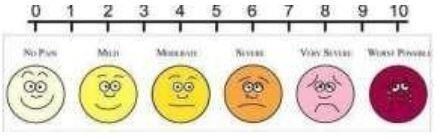 0 1 2 3 4 5 6 7 8 9 10
NO PAIN MILD MODERATE SEVERE VERY SEVERE WORST POSSIBLE